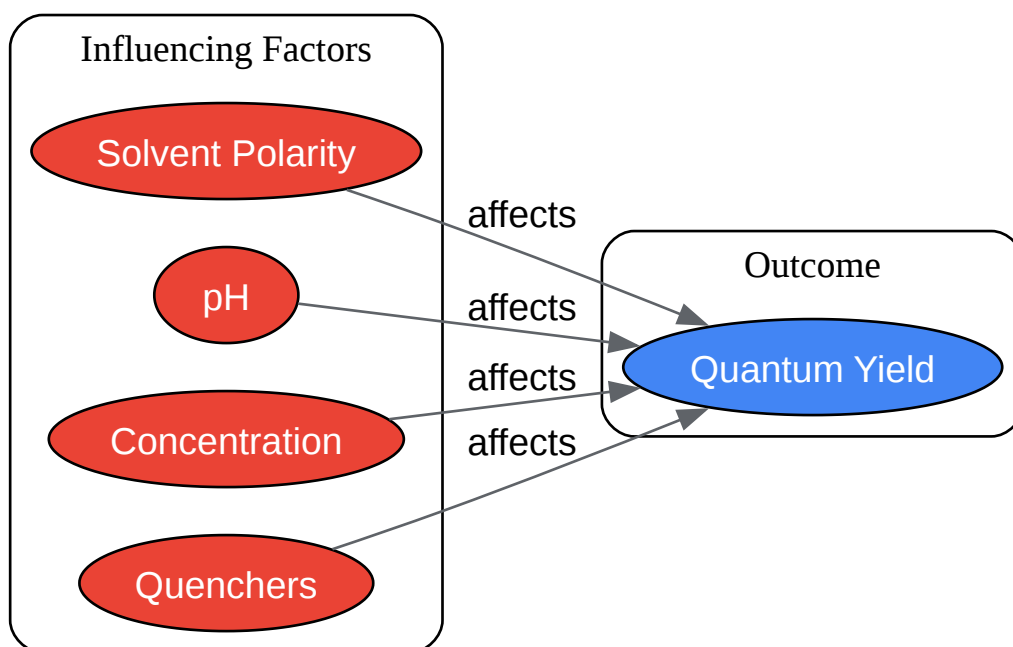 Influencing Factors
Solvent Polarity
affects
Outcome
pH
affects
Quantum Yield
affects
Concentration
affects
Quenchers